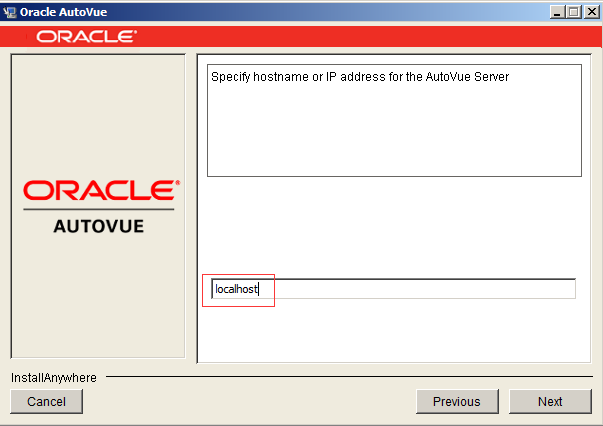 Oracle AutoVue
ORACLE
Specify hostname or IP address for the AutoVue Server
ORACLE®
AUTOVUE
localhost
InstallAnywhere
Cancel
Previous
Next